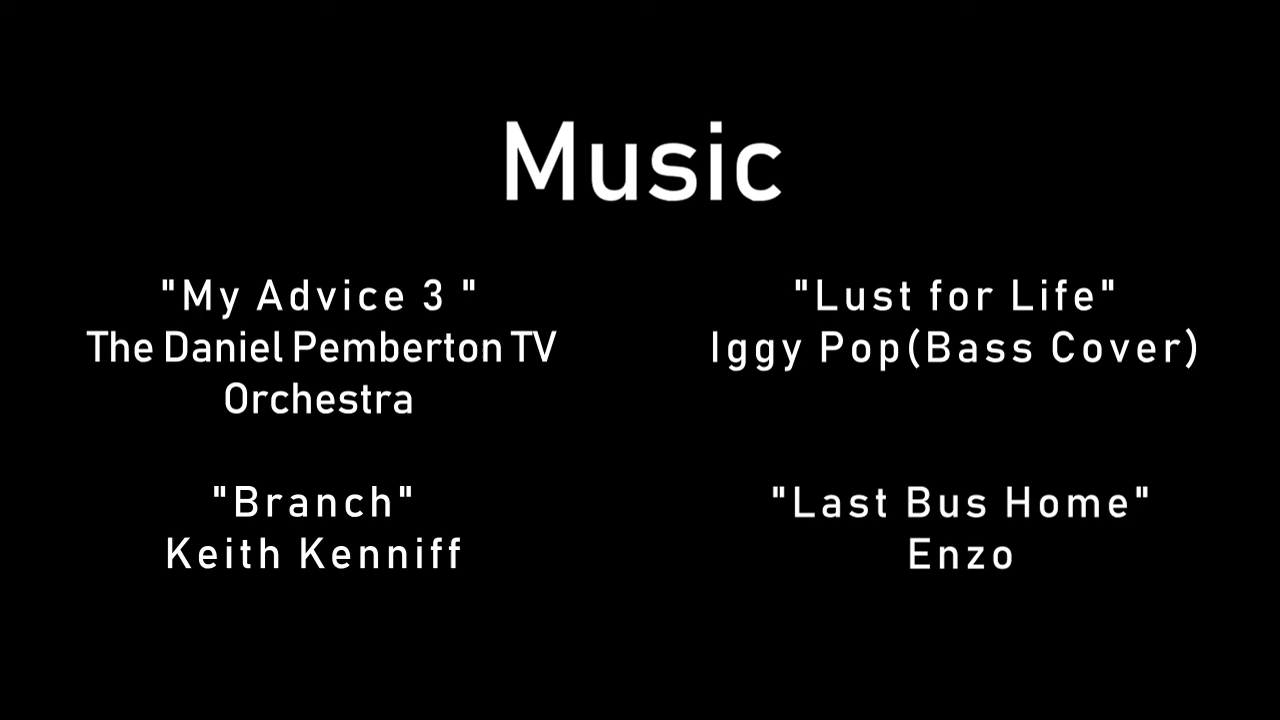 Music
"My Advice 3 "
The Daniel Pemberton TV
Orchestra
"Lust for Life"
Iggy Pop(Bass Cover)
"Branch"
Keith Kenniff
"Last Bus Home"
Enzo